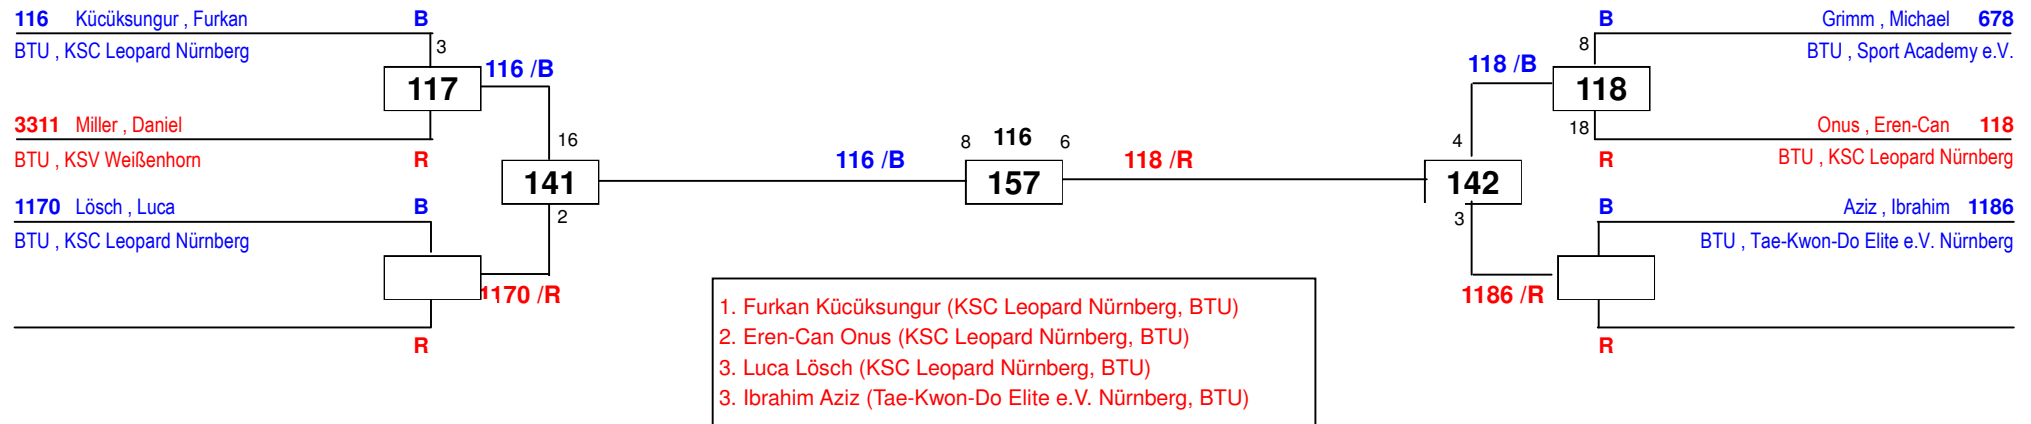 116 Kücüksungur , Furkan B
BTU , KSC Leopard Nürnberg
3
117
116 /B
3311 Miller , Daniel
BTU , KSV Weißenhorn R
16
141
2
1170 Lösch , Luca B
BTU , KSC Leopard Nürnberg
1170 /R
R
116 /B
8 116 6
157
118 /R
B Grimm , Michael 678
8
BTU , Sport Academy e.V.
118 /B
118
Onus , Eren-Can 118
18
R BTU , KSC Leopard Nürnberg
4
142
3
B Aziz , Ibrahim 1186
BTU , Tae-Kwon-Do Elite e.V. Nürnberg
1186 /R
R
1. Furkan Kücüksungur (KSC Leopard Nürnberg, BTU)
2. Eren-Can Onus (KSC Leopard Nürnberg, BTU)
3. Luca Lösch (KSC Leopard Nürnberg, BTU)
3. Ibrahim Aziz (Tae-Kwon-Do Elite e.V. Nürnberg, BTU)